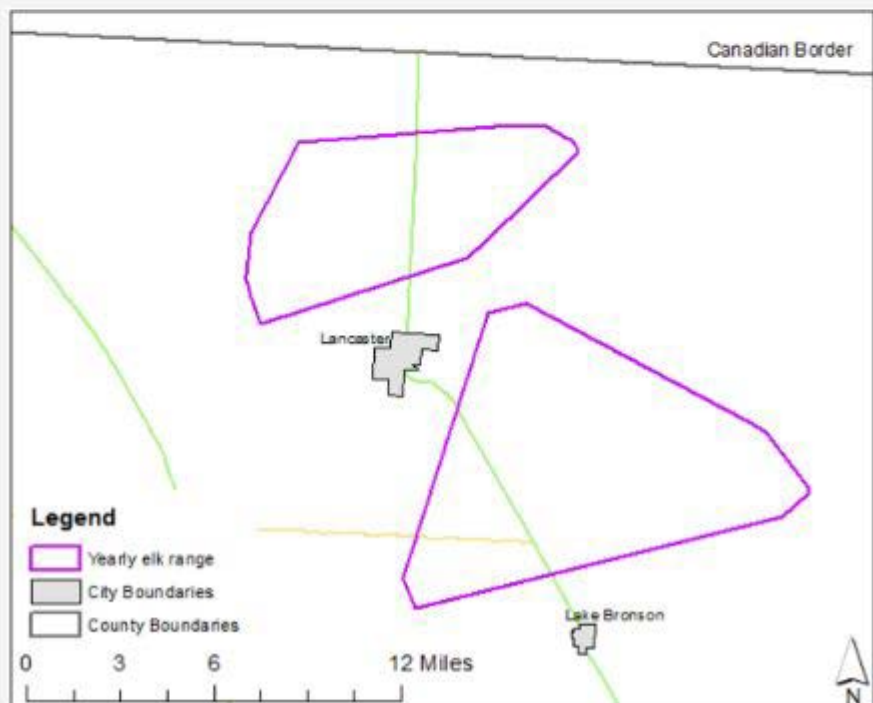 Canadian Border
Lancaster
Legend
Yearly elk range
City Boundaries
County Boundaries
Lake Bronson
0 3 6 12 Miles
N